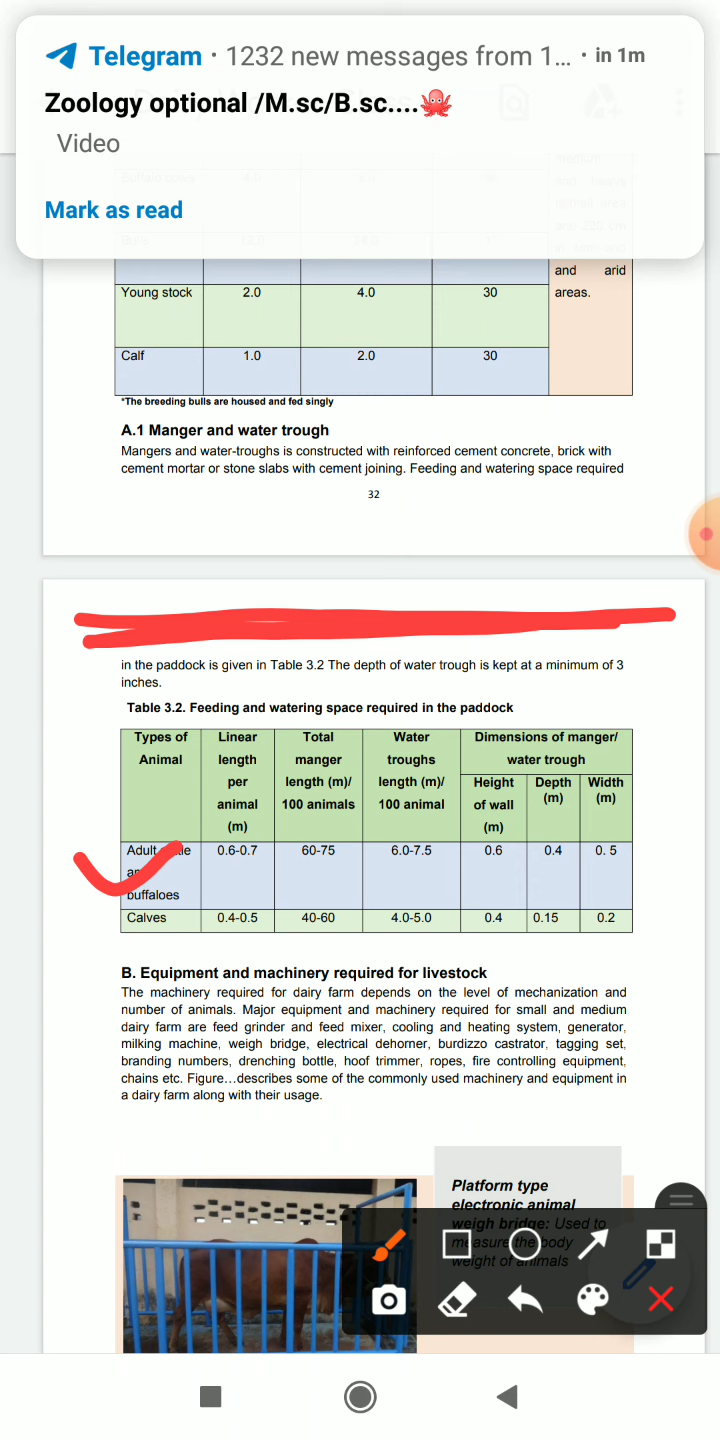 Telegram · 1232 new messages from 1... · in 1m
Zoology optional /M.sc/B.sc....🐙
Video
Mark as read
and arid
Young stock 2.0 4.0 30 areas.
Calf 1.0 2.0 30
*The breeding bulls are housed and fed singly
A.1 Manger and water trough
Mangers and water-troughs is constructed with reinforced cement concrete, brick with
cement mortar or stone slabs with cement joining. Feeding and watering space required
32
in the paddock is given in Table 3.2 The depth of water trough is kept at a minimum of 3
inches.
Table 3.2. Feeding and watering space required in the paddock
Types of Animal
Linear length per animal (m)
Total manger length (m)/ 100 animals
Water troughs length (m)/ 100 animal
Dimensions of manger/ water trough
Height of wall (m)
Depth (m)
Width (m)
Adult buffaloes 0.6-0.7 60-75 6.0-7.5 0.6 0.4 0. 5
Calves 0.4-0.5 40-60 4.0-5.0 0.4 0.15 0.2
B. Equipment and machinery required for livestock
The machinery required for dairy farm depends on the level of mechanization and
number of animals. Major equipment and machinery required for small and medium
dairy farm are feed grinder and feed mixer, cooling and heating system, generator,
milking machine, weigh bridge, electrical dehorner, burdizzo castrator, tagging set,
branding numbers, drenching bottle, hoof trimmer, ropes, fire controlling equipment,
chains etc. Figure…describes some of the commonly used machinery and equipment in
a dairy farm along with their usage.
Platform type
electronic animal
weigh bridge: Used to
measure the body
weight of animals